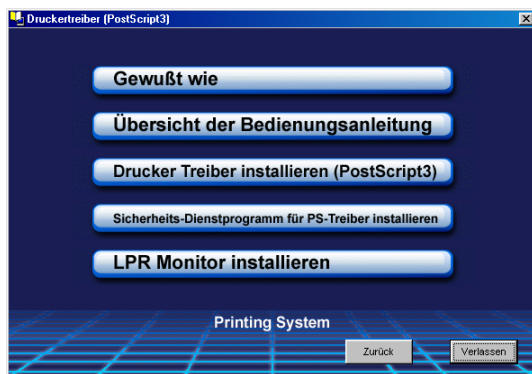 Druckertreiber (PostScript3)
Gewußt wie
Übersicht der Bedienungsanleitung
Drucker Treiber installieren (PostScript3)
Sicherheits-Dienstprogramm für PS-Treiber installieren
LPR Monitor installieren
Printing System
Zurück
Verlassen